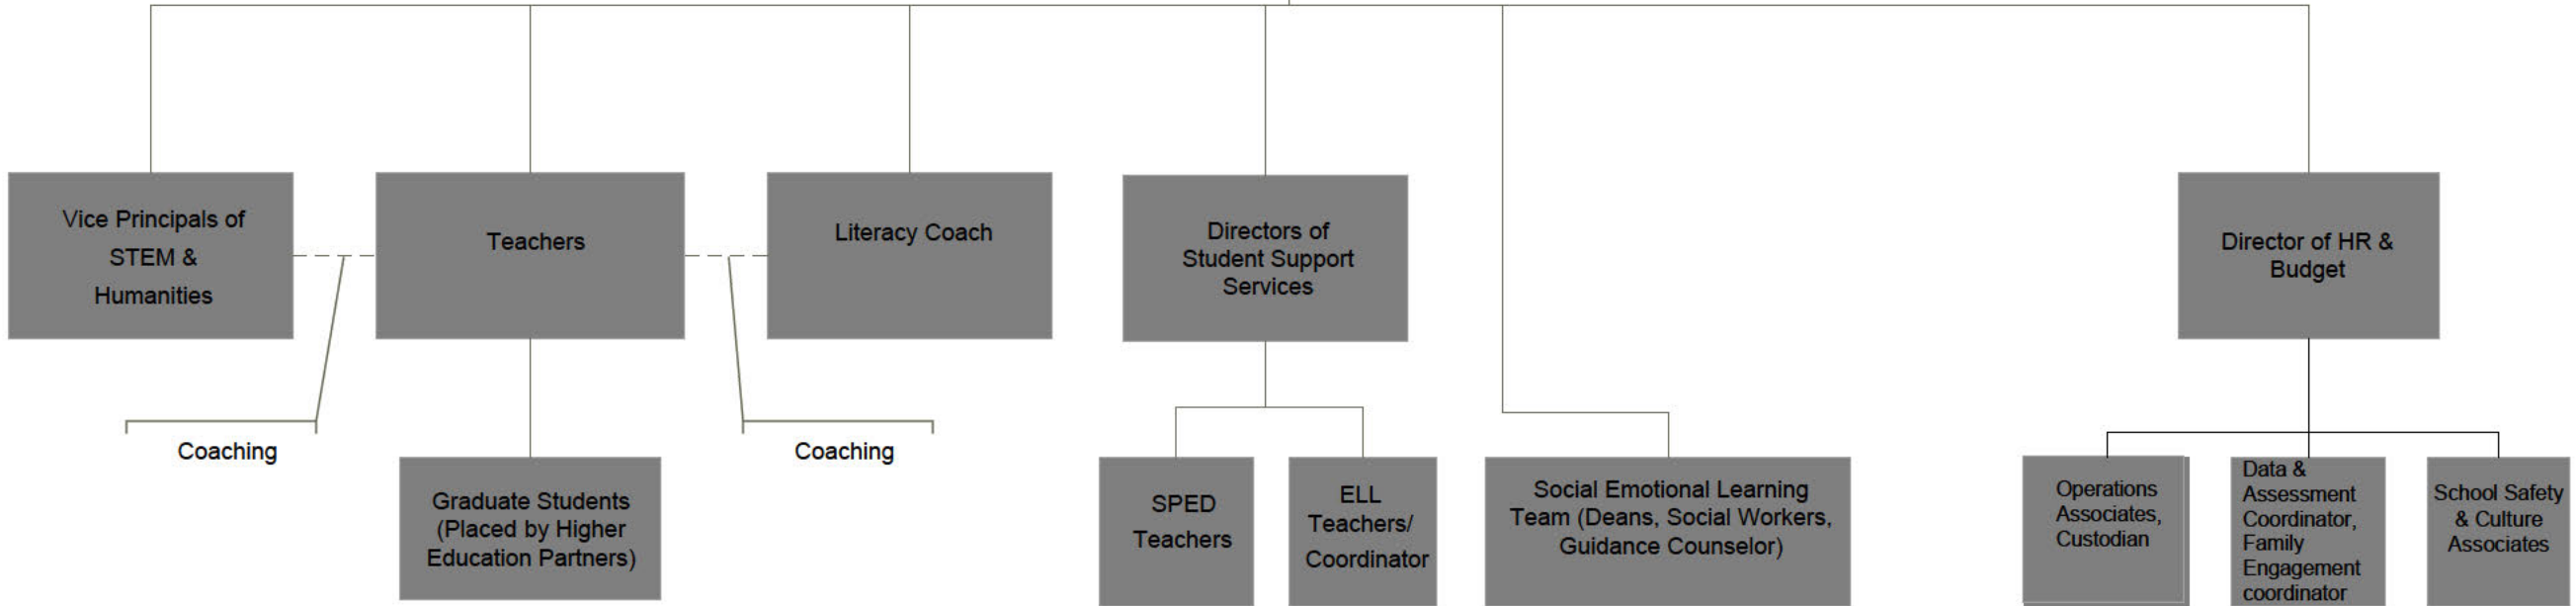 Vice Principals of
STEM &
Humanities
Teachers
Literacy Coach
Directors of
Student Support
Services
Director of HR &
Budget
Coaching
Coaching
Graduate Students
(Placed by Higher
Education Partners)
SPED
Teachers
ELL
Teachers/
Coordinator
Social Emotional Learning
Team (Deans, Social Workers,
Guidance Counselor)
Operations
Associates,
Custodian
Data &
Assessment
Coordinator,
Family
Engagement
coordinator
School Safety
& Culture
Associates